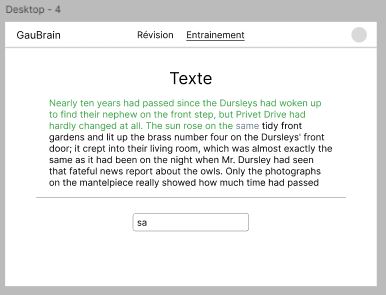 Desktop - 4
GauBrain Révision Entrainement
Texte
Nearly ten years had passed since the Dursleys had woken up
to find their nephew on the front step, but Privet Drive had
hardly changed at all. The sun rose on the same tidy front
gardens and lit up the brass number four on the Dursleys' front
door; it crept into their living room, which was almost exactly the
same as it had been on the night when Mr. Dursley had seen
that fateful news report about the owls. Only the photographs
on the mantelpiece really showed how much time had passed
sa